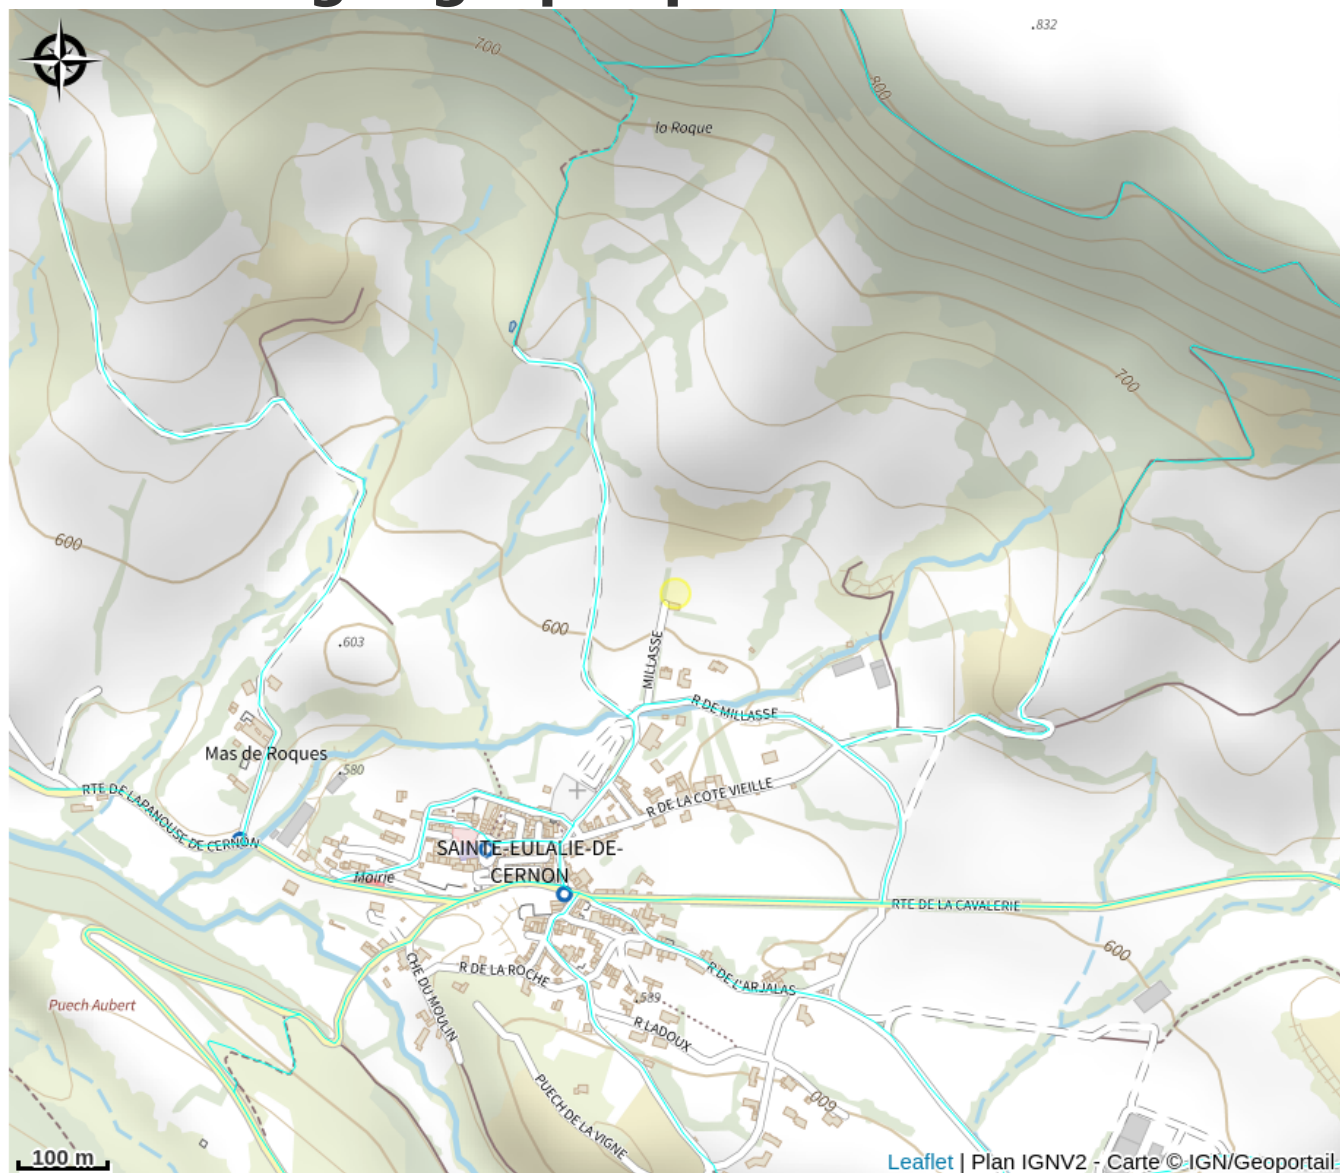 .832
700
800
la Roque
700
600
600
MILLASSE
.603
R DE MILLASSE
Mas de Roques
.580
RTE DE LAPANOUSE DE CERNON
R DE LA COTE VIEILLE
SAINTE-EULALIE-DE-
CERNON
Mairie
RTE DE LA CAVALERIE
600
CHE DU MOULIN
R DE LA ROCHE
R DE L'ARJALAS
Puech Aubert
.589
R LADOUX
PUECH DE LA VIGNE
600
100 m
Leaflet | Plan IGNV2 - Carte © IGN/Geoportail